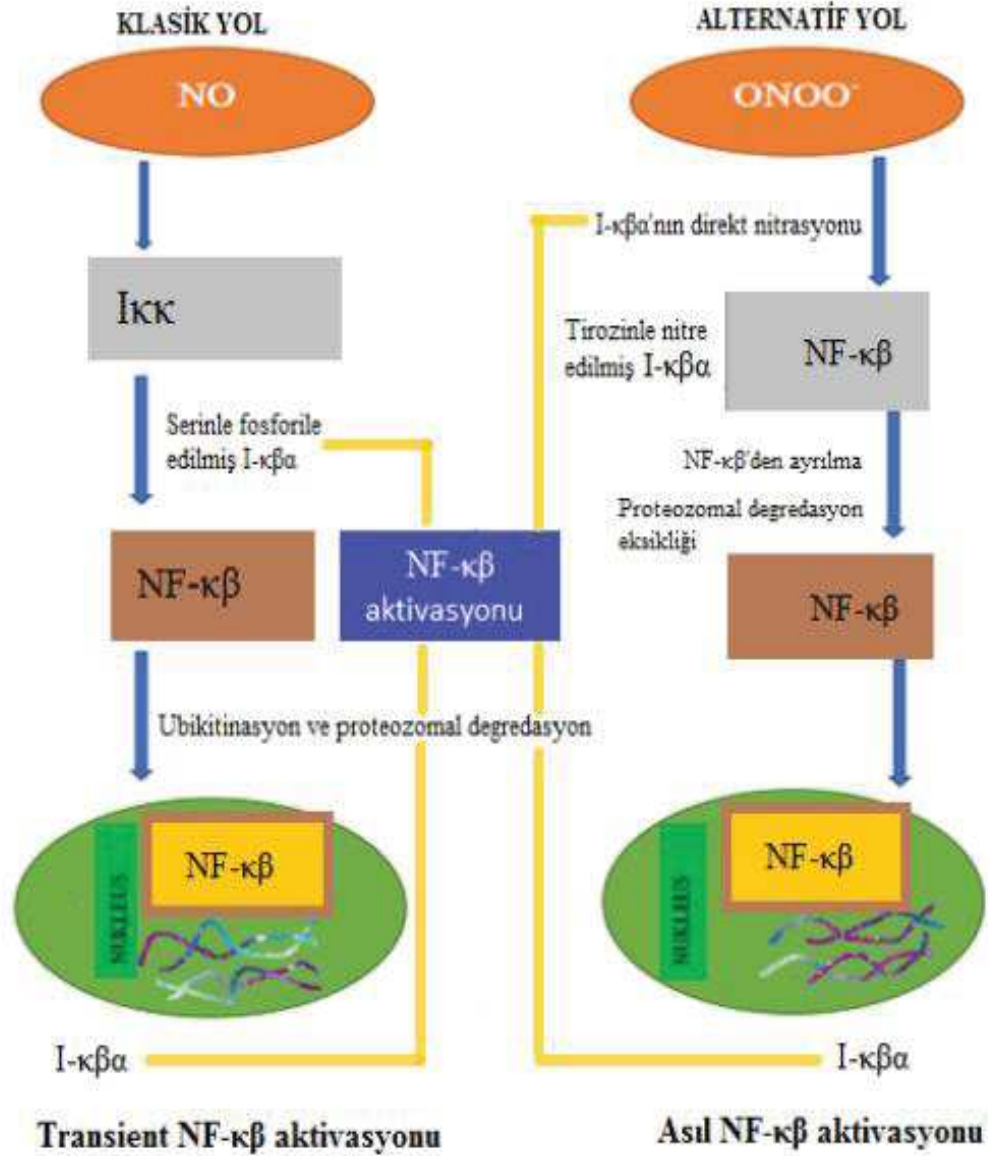 KLASİK YOL
NO
Iκκ
Serinle fosforile
edilmiş I-κβα
NF-κβ
NF-κβ
aktivasyonu
Ubikitinasyon ve proteozomal degredasyon
NUKLEUS
NF-κβ
I-κβα
Transient NF-κβ aktivasyonu
ALTERNATİF YOL
ONOO⁻
I-κβα'nın direkt nitrasyonu
Tirozinle nitre
edilmiş I-κβα
NF-κβ
NF-κβ'den ayrılma
Proteozomal degredasyon
eksikliği
NF-κβ
NUKLEUS
NF-κβ
I-κβα
Asıl NF-κβ aktivasyonu